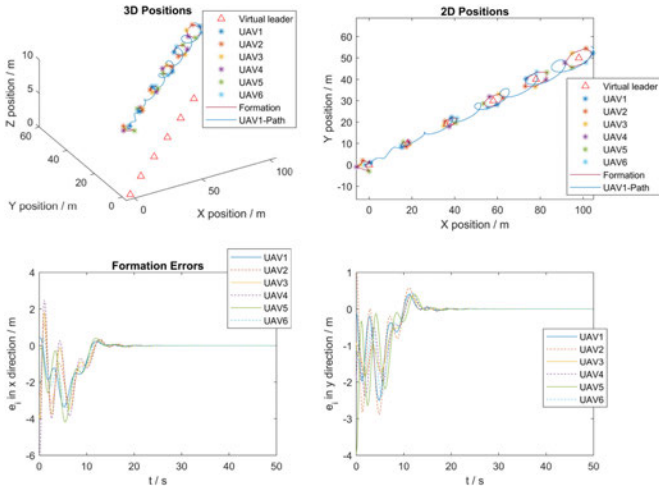 3D Positions
Z position / m
10
5
0
60
40
20
0
Y position / m
0
50
100
X position / m
Virtual leader
UAV1
UAV2
UAV3
UAV4
UAV5
UAV6
Formation
UAV1-Path
2D Positions
Y position / m
60
50
40
30
20
10
0
-10
0
20
40
60
80
100
X position / m
Virtual leader
UAV1
UAV2
UAV3
UAV4
UAV5
UAV6
Formation
UAV1-Path
Formation Errors
e_i in x direction / m
4
2
0
-2
-4
-6
0
10
20
30
40
50
t / s
UAV1
UAV2
UAV3
UAV4
UAV5
UAV6
e_i in y direction / m
1
0
-1
-2
-3
-4
0
10
20
30
40
50
t / s
UAV1
UAV2
UAV3
UAV4
UAV5
UAV6